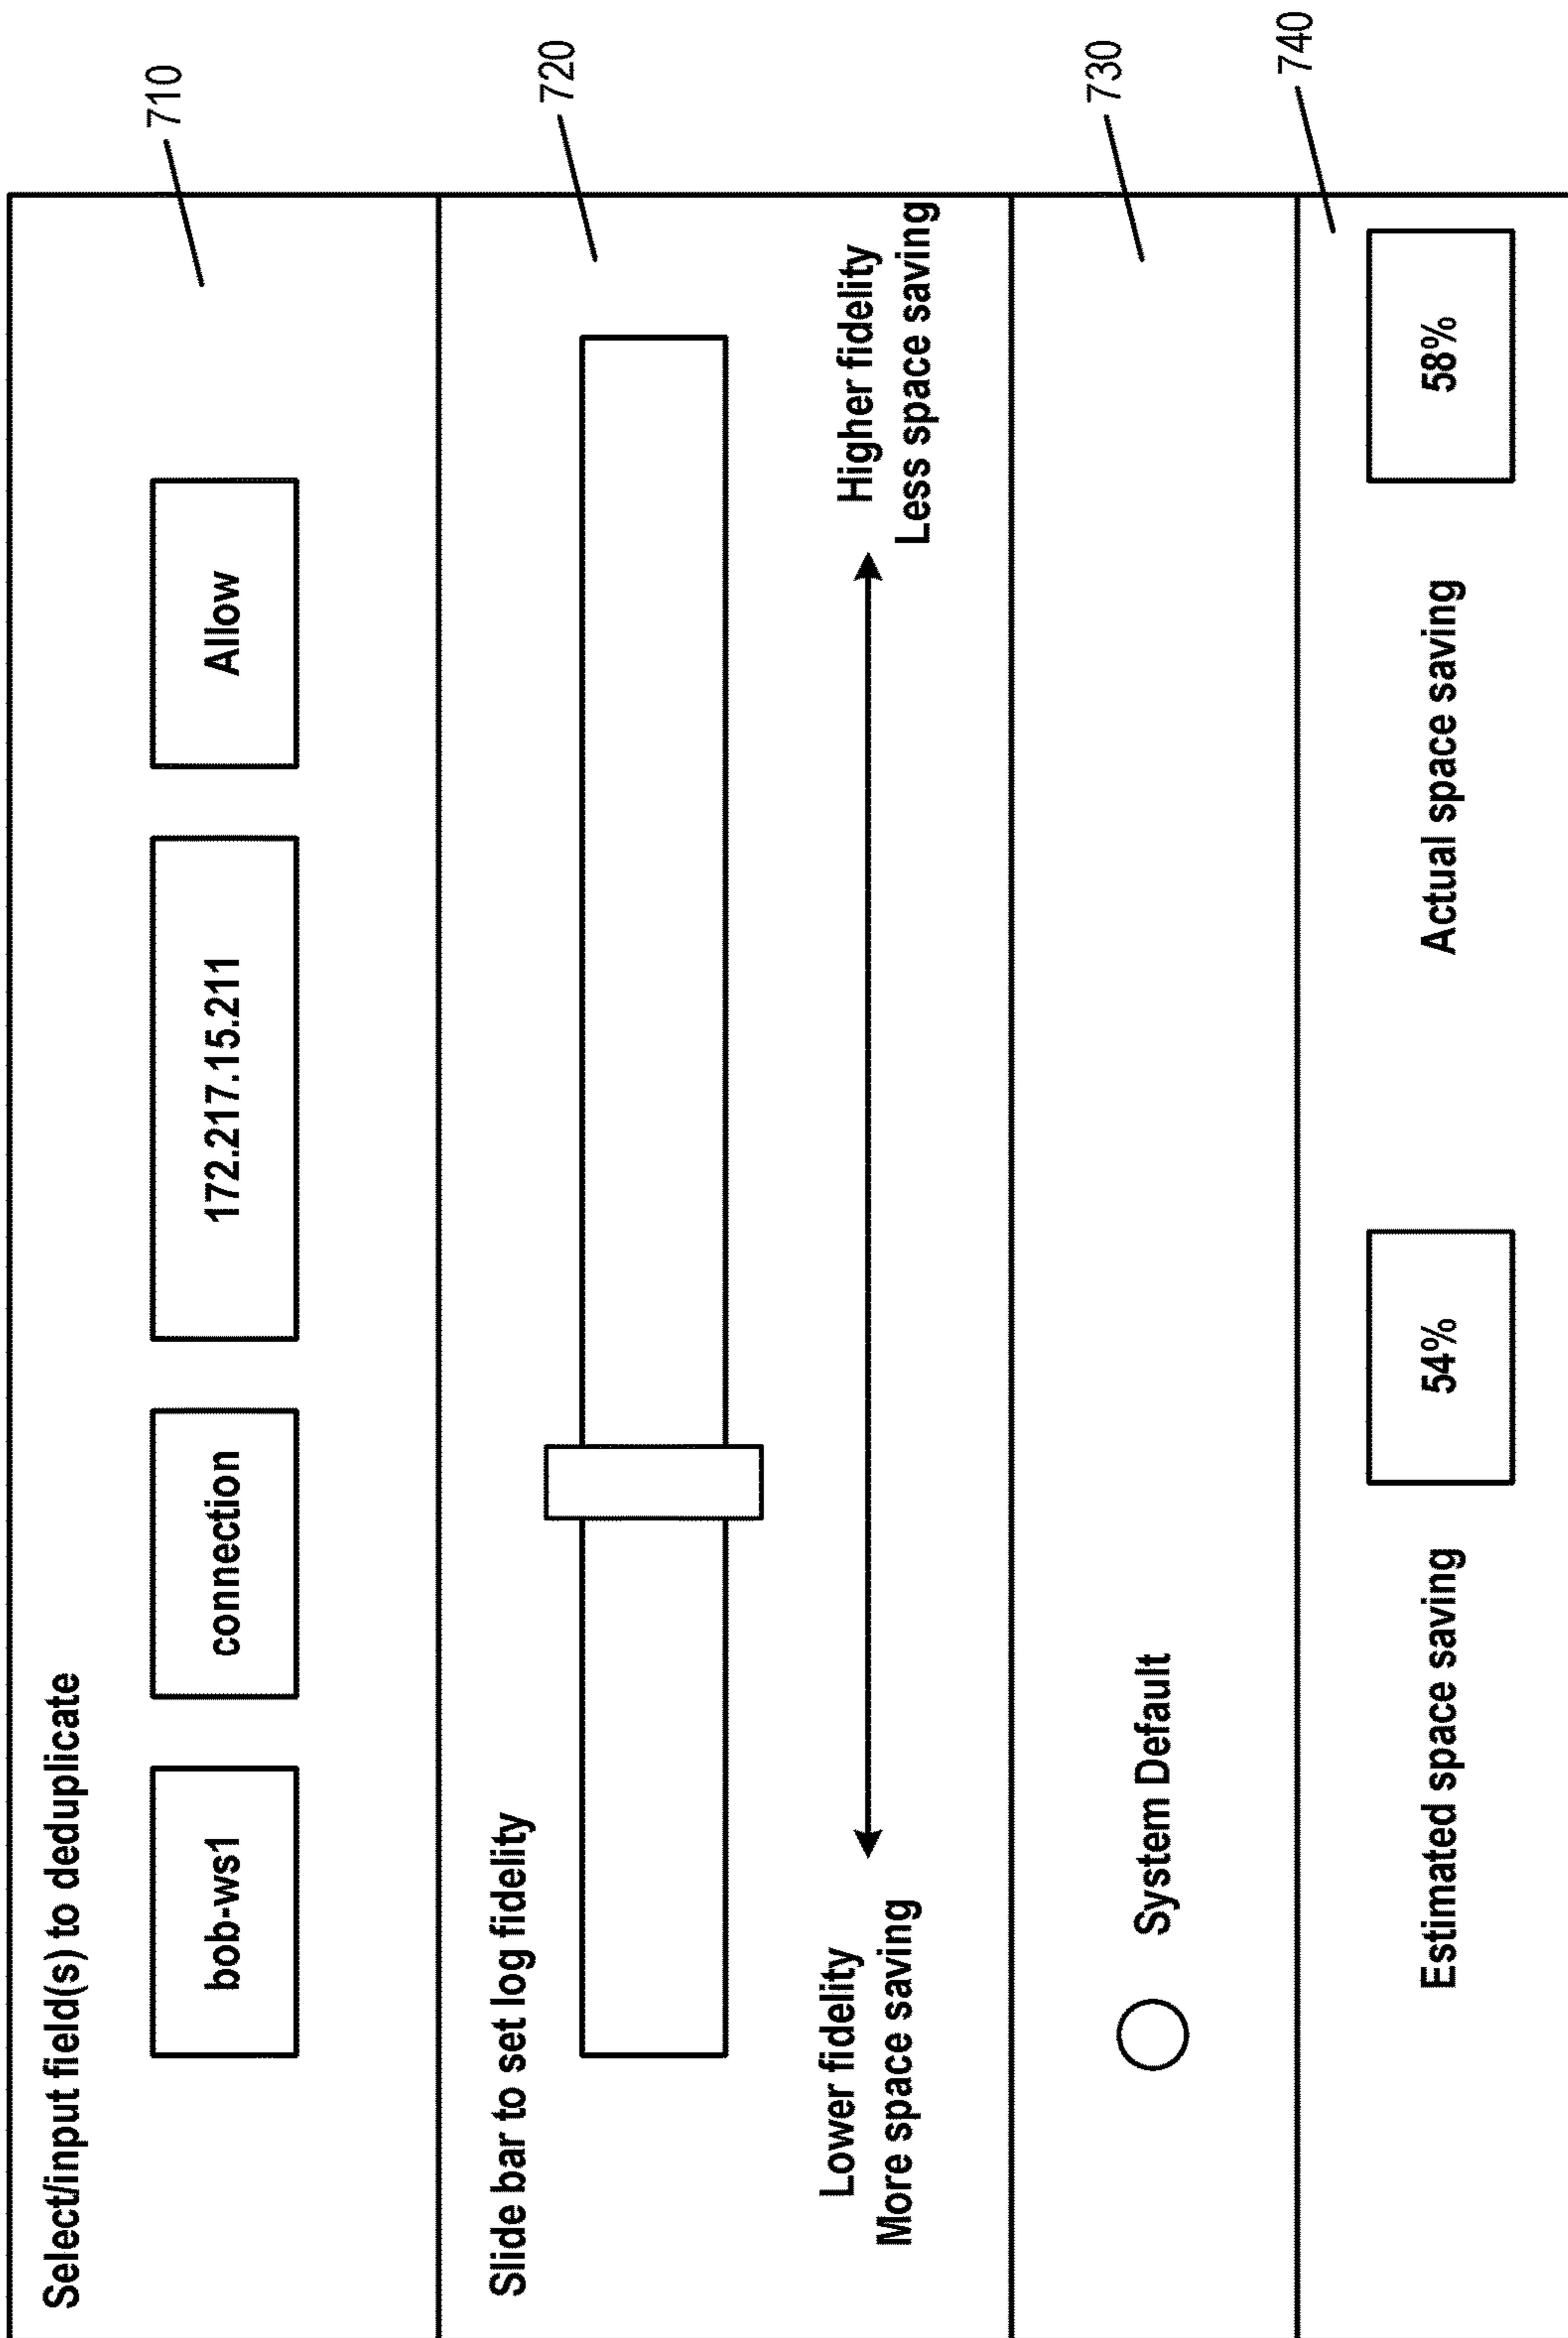 Select/input field(s) to deduplicate
710
bob-ws1
connection
172.217.15.211
Allow
Slide bar to set log fidelity
720
Lower fidelity
More space saving
Higher fidelity
Less space saving
730
System Default
740
Estimated space saving
54%
Actual space saving
58%